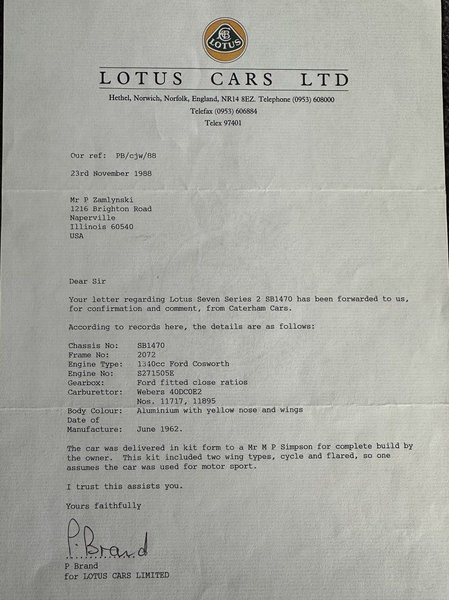 LOTUS
LOTUS CARS LTD
Hethel, Norwich, Norfolk, England, NR14 8EZ. Telephone (0953) 608000
Telefax (0953) 606884
Telex 97401
Our ref: PB/cjw/88
23rd November 1988
Mr P Zamlynski
1216 Brighton Road
Naperville
Illinois 60540
USA
Dear Sir
Your letter regarding Lotus Seven Series 2 SB1470 has been forwarded to us,
for confirmation and comment, from Caterham Cars.
According to records here, the details are as follows:
Chassis No: SB1470
Frame No: 2072
Engine Type: 1340cc Ford Cosworth
Engine No: S271505E
Gearbox: Ford fitted close ratios
Carburettor: Webers 40DCOE2
Nos. 11717, 11895
Body Colour: Aluminium with yellow nose and wings
Date of
Manufacture: June 1962.
The car was delivered in kit form to a Mr M P Simpson for complete build by
the owner. This kit included two wing types, cycle and flared, so one
assumes the car was used for motor sport.
I trust this assists you.
Yours faithfully
P. Brand
P Brand
for LOTUS CARS LIMITED